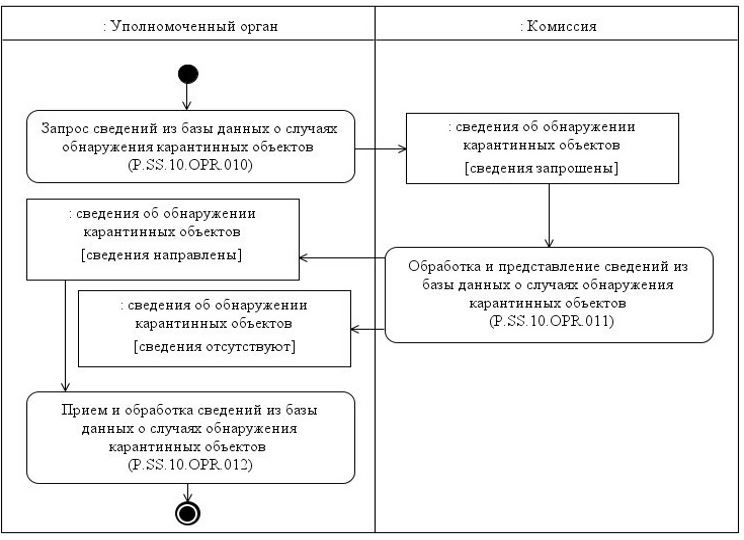 : Уполномоченный орган
: Комиссия
Запрос сведений из базы данных о случаях
обнаружения карантинных объектов
(P.SS.10.OPR.010)
: сведения об обнаружении
карантинных объектов
[сведения запрошены]
: сведения об обнаружении
карантинных объектов
[сведения направлены]
Обработка и представление сведений из
базы данных о случаях обнаружения
карантинных объектов
(P.SS.10.OPR.011)
: сведения об обнаружении
карантинных объектов
[сведения отсутствуют]
Прием и обработка сведений из базы
данных о случаях обнаружения
карантинных объектов
(P.SS.10.OPR.012)